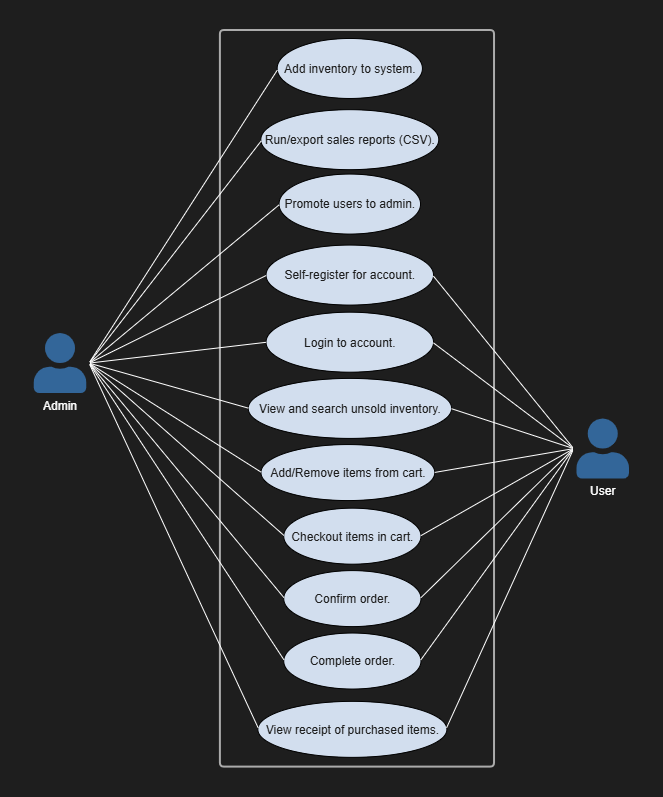 Add inventory to system.
Run/export sales reports (CSV).
Promote users to admin.
Self-register for account.
Login to account.
Admin
View and search unsold inventory.
Add/Remove items from cart.
User
Checkout items in cart.
Confirm order.
Complete order.
View receipt of purchased items.